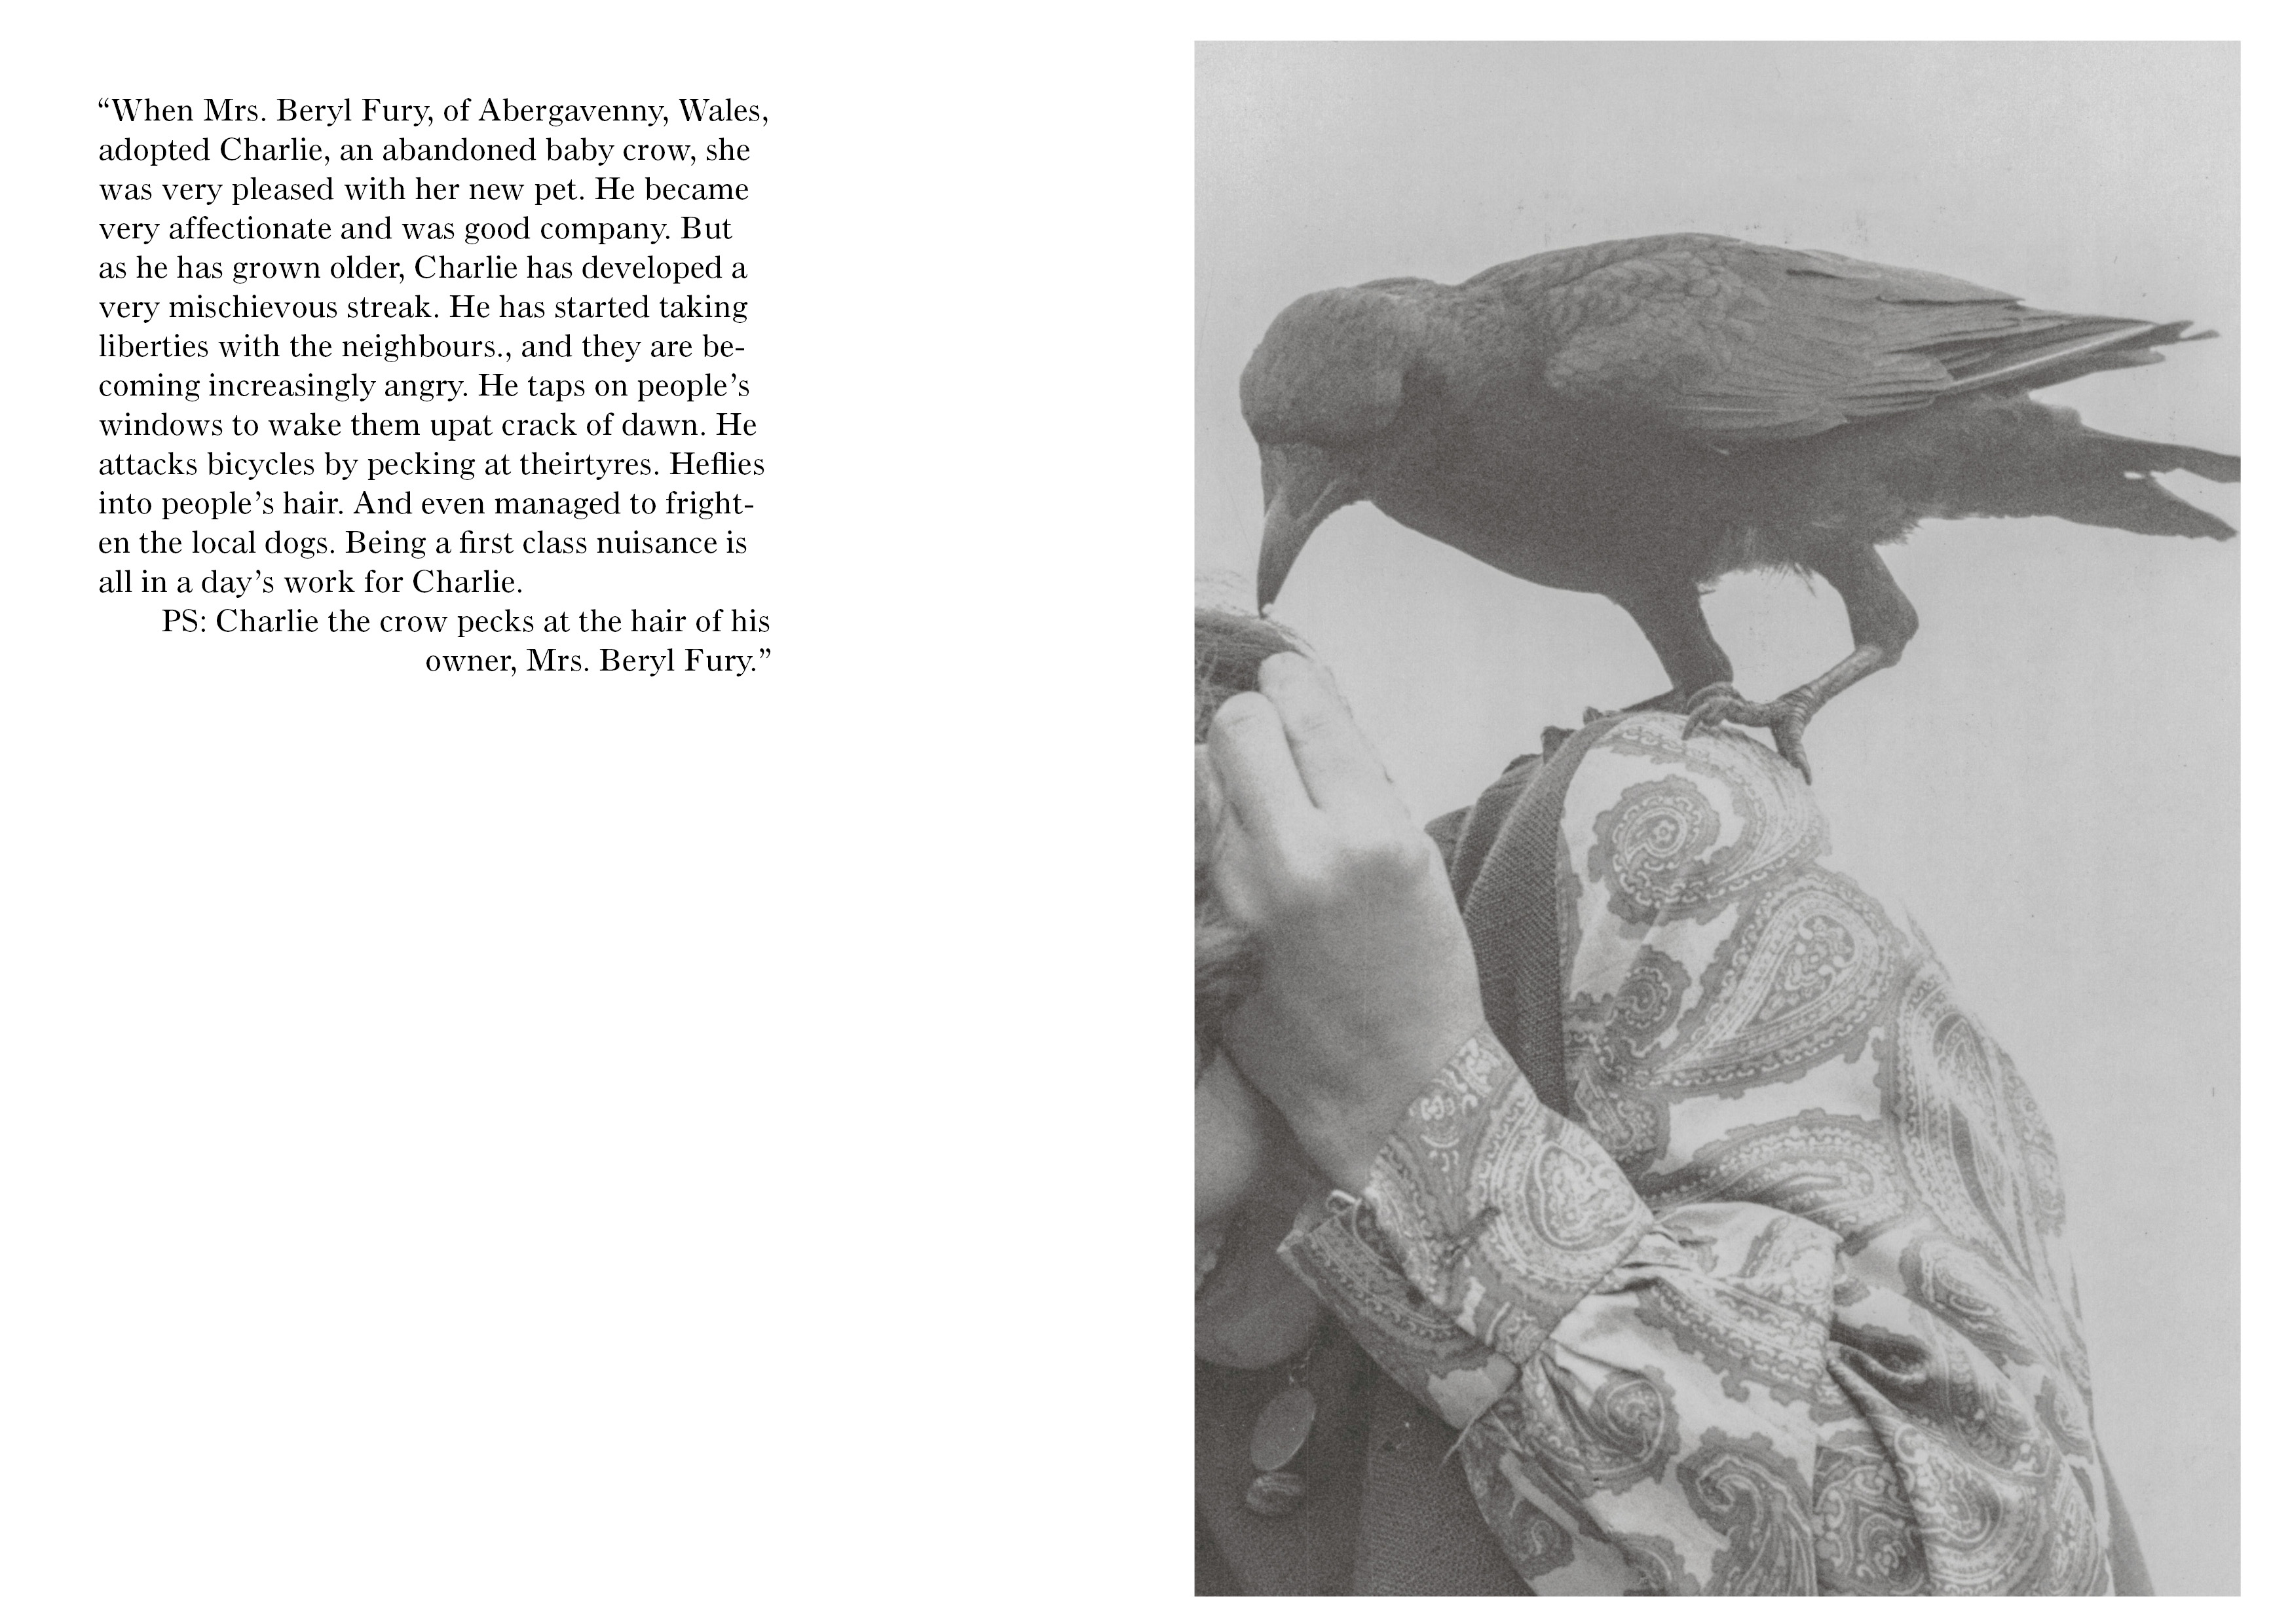 “When Mrs. Beryl Fury, of Abergavenny, Wales,
adopted Charlie, an abandoned baby crow, she
was very pleased with her new pet. He became
very affectionate and was good company. But
as he has grown older, Charlie has developed a
very mischievous streak. He has started taking
liberties with the neighbours., and they are be-
coming increasingly angry. He taps on people’s
windows to wake them upat crack of dawn. He
attacks bicycles by pecking at theirtyres. Heflies
into people’s hair. And even managed to fright-
en the local dogs. Being a first class nuisance is
all in a day’s work for Charlie.
PS: Charlie the crow pecks at the hair of his
owner, Mrs. Beryl Fury.”